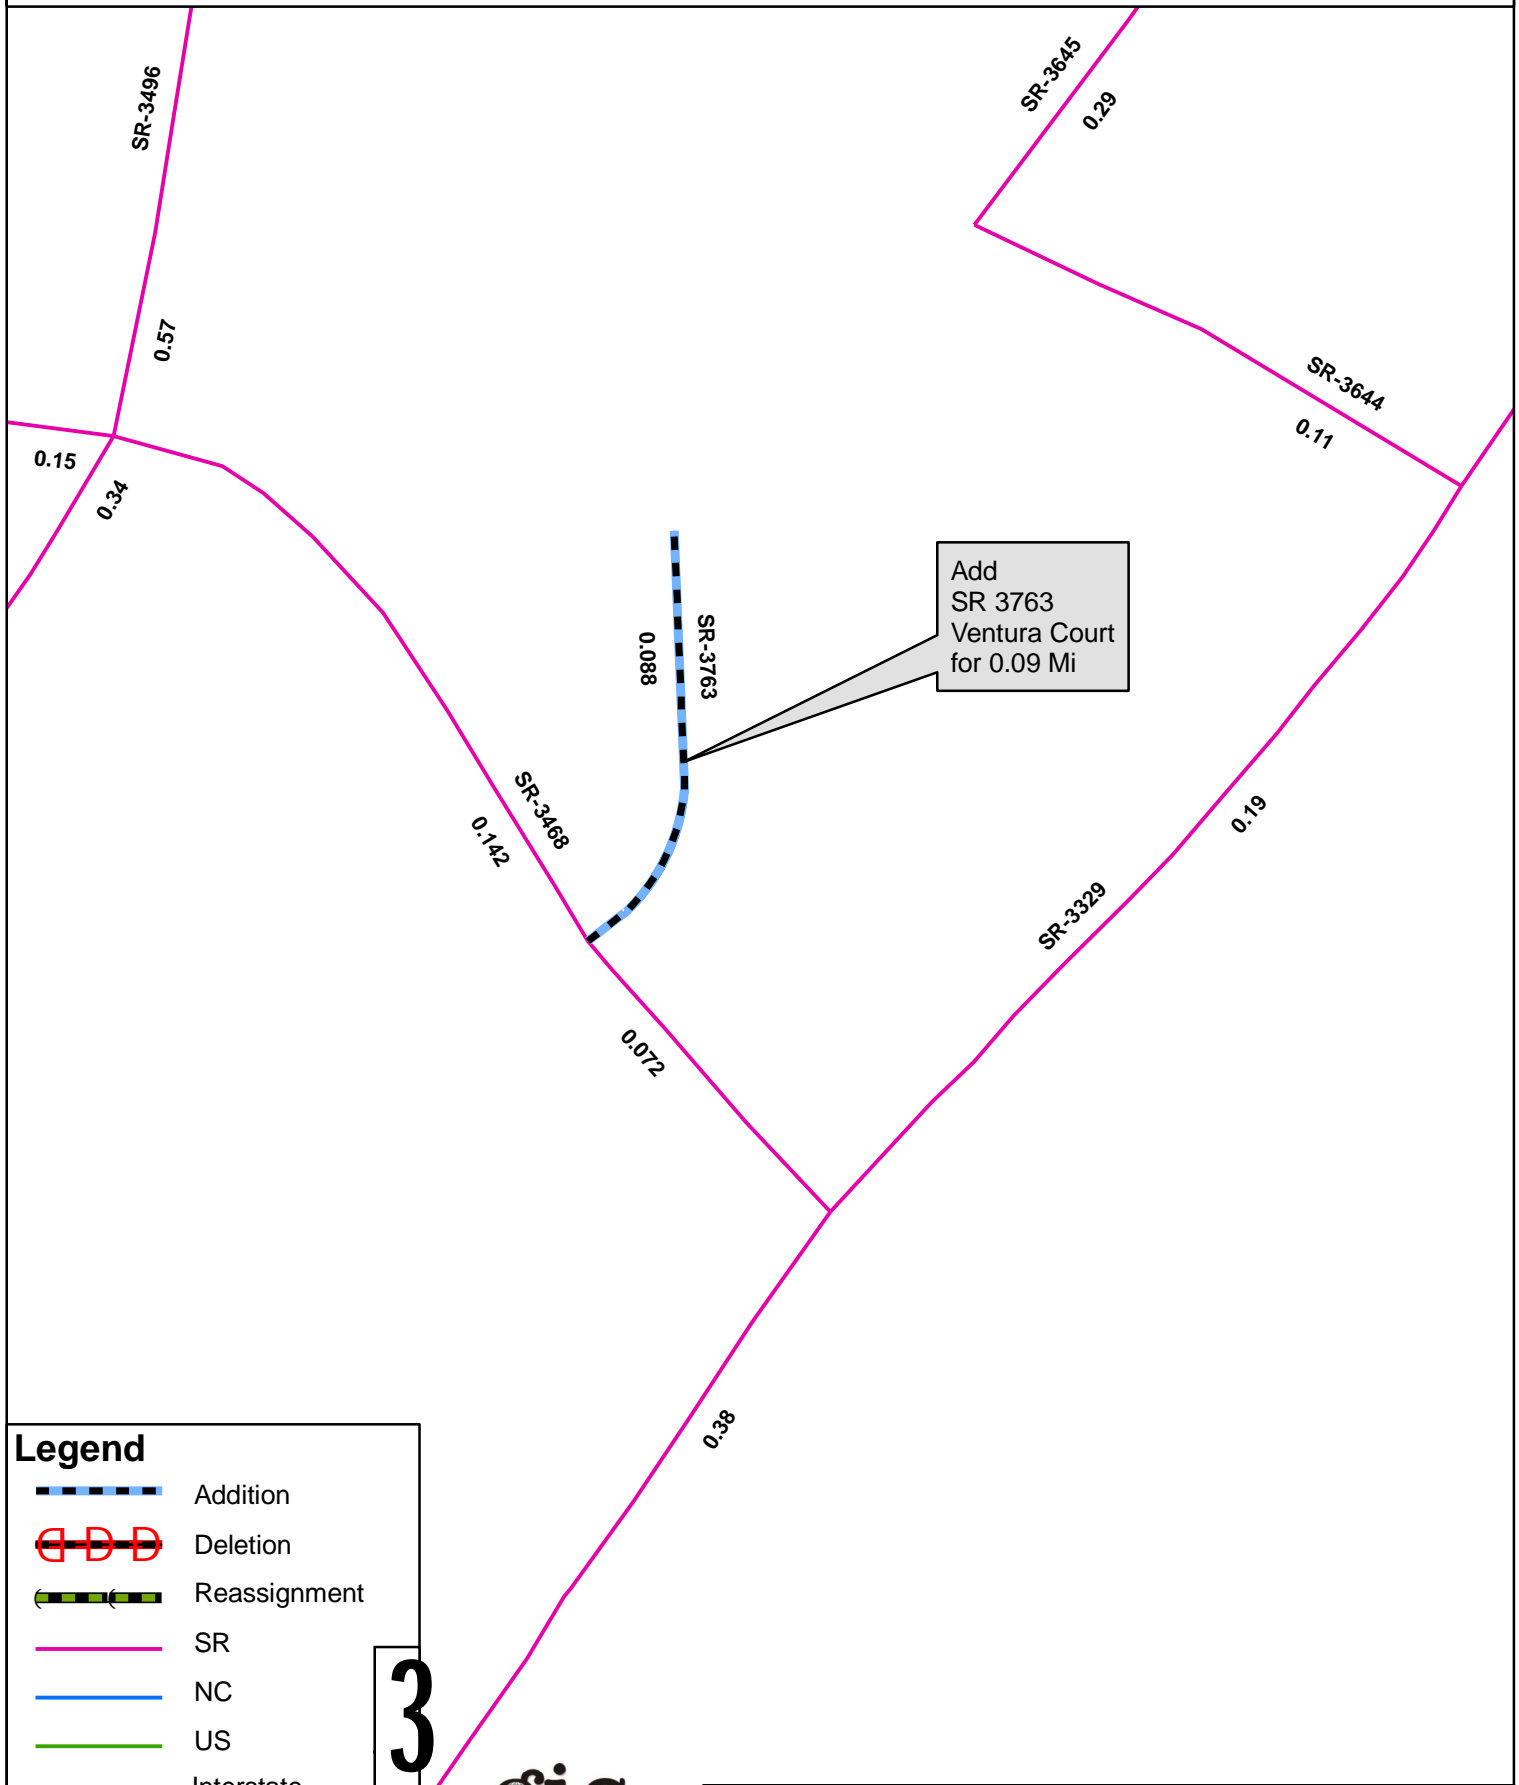 SR-3496
SR-3645
0.29
0.57
SR-3644
0.11
0.15
0.34
Add
SR 3763
Ventura Court
for 0.09 Mi
SR-3763
0.088
SR-3468
0.142
0.19
SR-3329
0.072
0.38
Legend
Addition
Deletion
Reassignment
SR
NC
US
Interstate
3